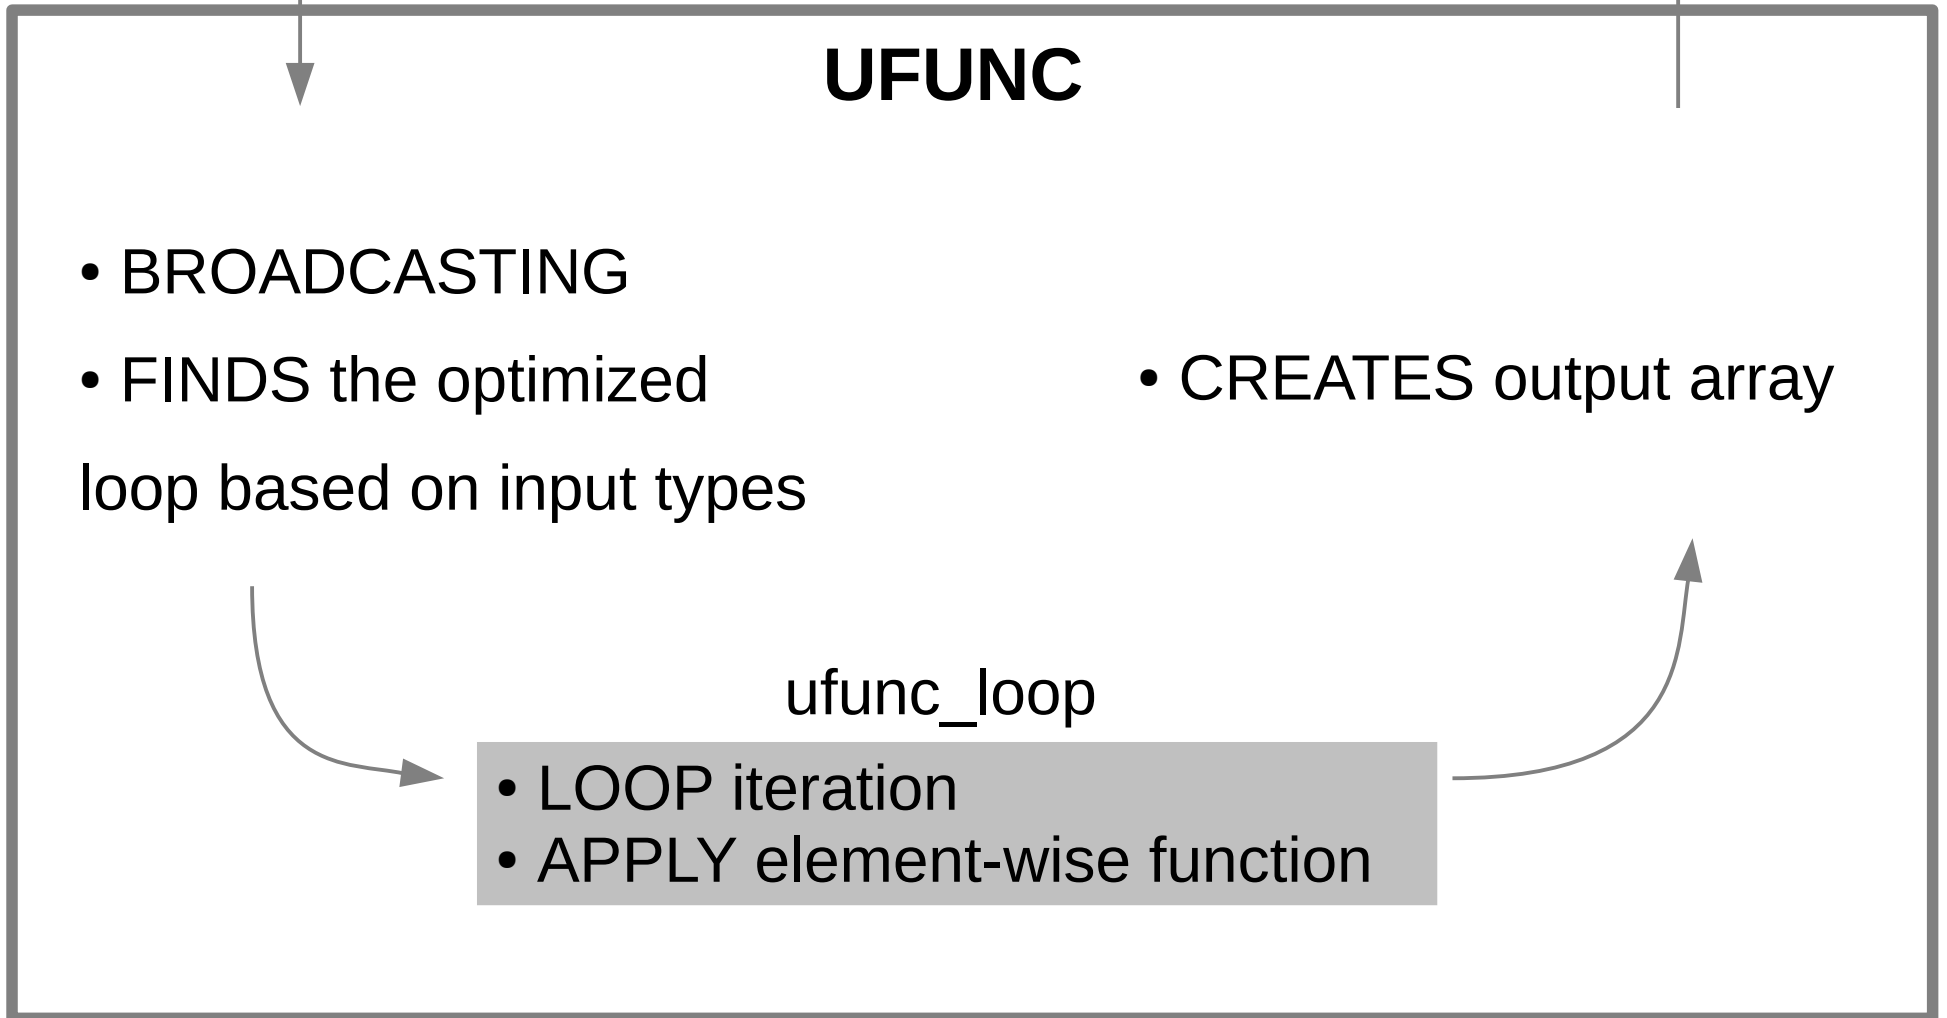 UFUNC
• BROADCASTING
• FINDS the optimized
loop based on input types
• CREATES output array
ufunc_loop
• LOOP iteration
• APPLY element-wise function